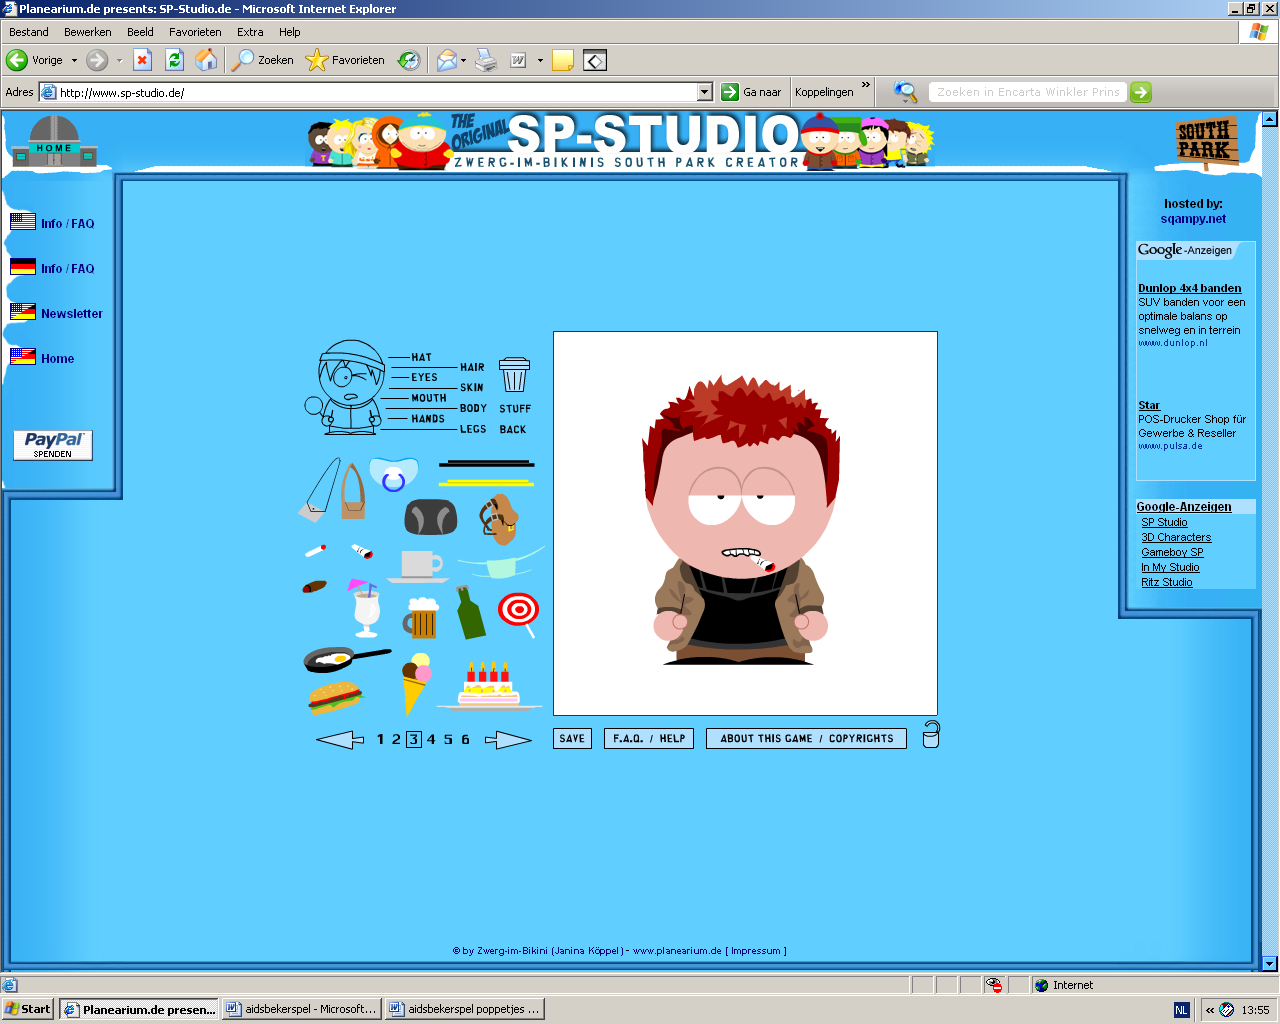 Planearium.de presents: SP-Studio.de - Microsoft Internet Explorer
Bestand Bewerken Beeld Favorieten Extra Help
Vorige Zoeken Favorieten
Adres http://www.sp-studio.de/ Ga naar Koppelingen » Zoeken in Encarta Winkler Prins
HOME
THE ORIGINAL SP-STUDIO
ZWERG-IM-BIKINIS SOUTH PARK CREATOR
SOUTH PARK
Info / FAQ
Info / FAQ
Newsletter
Home
PayPal
SPENDEN
HAT
HAIR
EYES
SKIN
MOUTH
BODY
HANDS
LEGS
STUFF
BACK
1 2 3 4 5 6
SAVE
F.A.Q. / HELP
ABOUT THIS GAME / COPYRIGHTS
hosted by:
sqampy.net
Google-Anzeigen
Dunlop 4x4 banden
SUV banden voor een
optimale balans op
snelweg en in terrein
www.dunlop.nl
Star
POS-Drucker Shop für
Gewerbe & Reseller
www.pulsa.de
Google-Anzeigen
SP Studio
3D Characters
Gameboy SP
In My Studio
Ritz Studio
© by Zwerg-im-Bikini (Janina Köppel) - www.planearium.de [ Impressum ]
Internet
Start Planearium.de presen... aidsbekerspel - Microsoft... aidsbekerspel poppetjes ... NL « 13:55